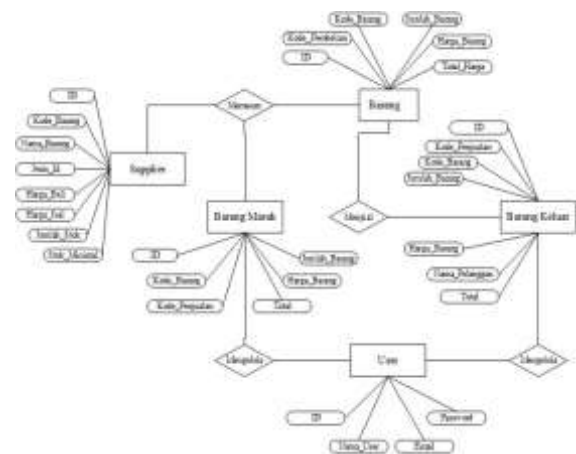 Kode_Barang
Jumlah_Barang
Kode_Pembelian
Harga_Barang
ID
Total_Harga
Barang
ID
Kode_Barang
Nama_Barang
Jenis_Id
Harga_Beli
Harga_Jual
Jumlah_Stok
Stok_Minimal
Supplier
ID
Kode_Penjualan
Kode_Barang
Jumlah_Barang
Barang Masuk
Menjual
Barang Keluar
ID
Jumlah_Barang
Kode_Barang
Harga_Barang
Kode_Penjualan
Total
Harga_Barang
Nama_Pelanggan
Total
Mengelola
User
Mengelola
ID
Password
Nama_User
Email